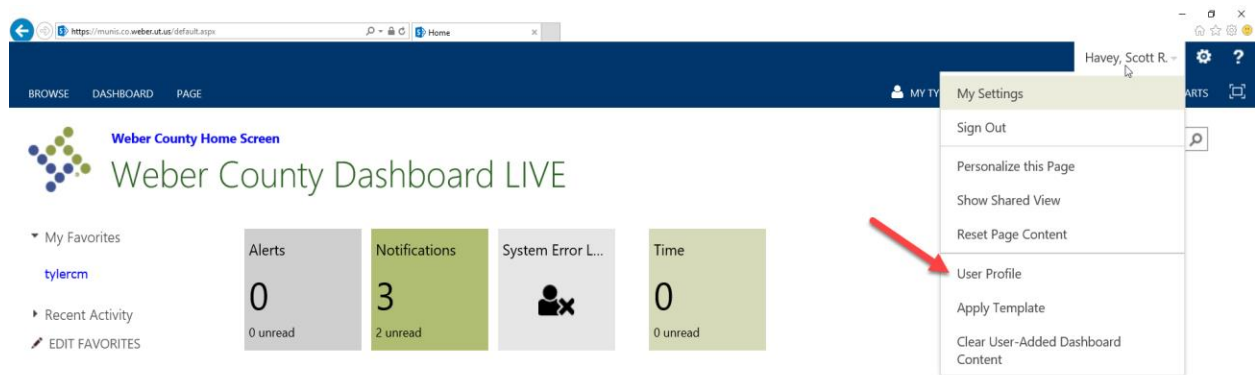 https://munis.co.weber.ut.us/default.aspx
Home
Havey, Scott R.
?
BROWSE DASHBOARD PAGE
MY TY
ARTS
Weber County Home Screen
Weber County Dashboard LIVE
My Favorites
tylercm
Recent Activity
EDIT FAVORITES
Alerts
0
0 unread
Notifications
3
2 unread
System Error L...
Time
0
0 unread
My Settings
Sign Out
Personalize this Page
Show Shared View
Reset Page Content
User Profile
Apply Template
Clear User-Added Dashboard
Content